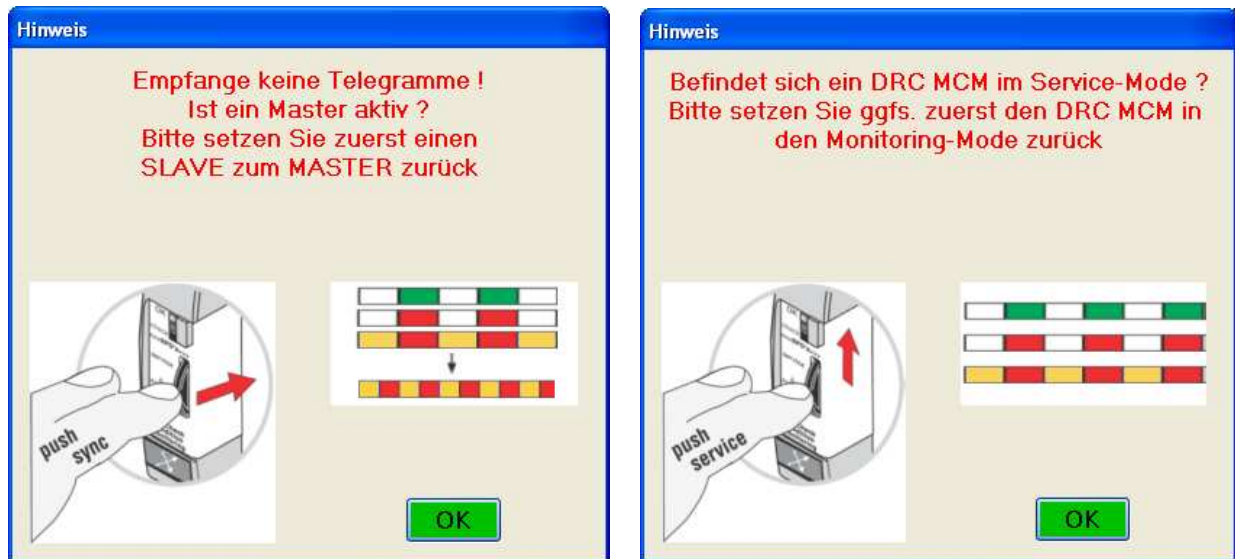 Hinweis
Empfange keine Telegramme !
Ist ein Master aktiv ?
Bitte setzen Sie zuerst einen
SLAVE zum MASTER zurück
push
sync
OK
Hinweis
Befindet sich ein DRC MCM im Service-Mode ?
Bitte setzen Sie ggfs. zuerst den DRC MCM in
den Monitoring-Mode zurück
push
service
OK